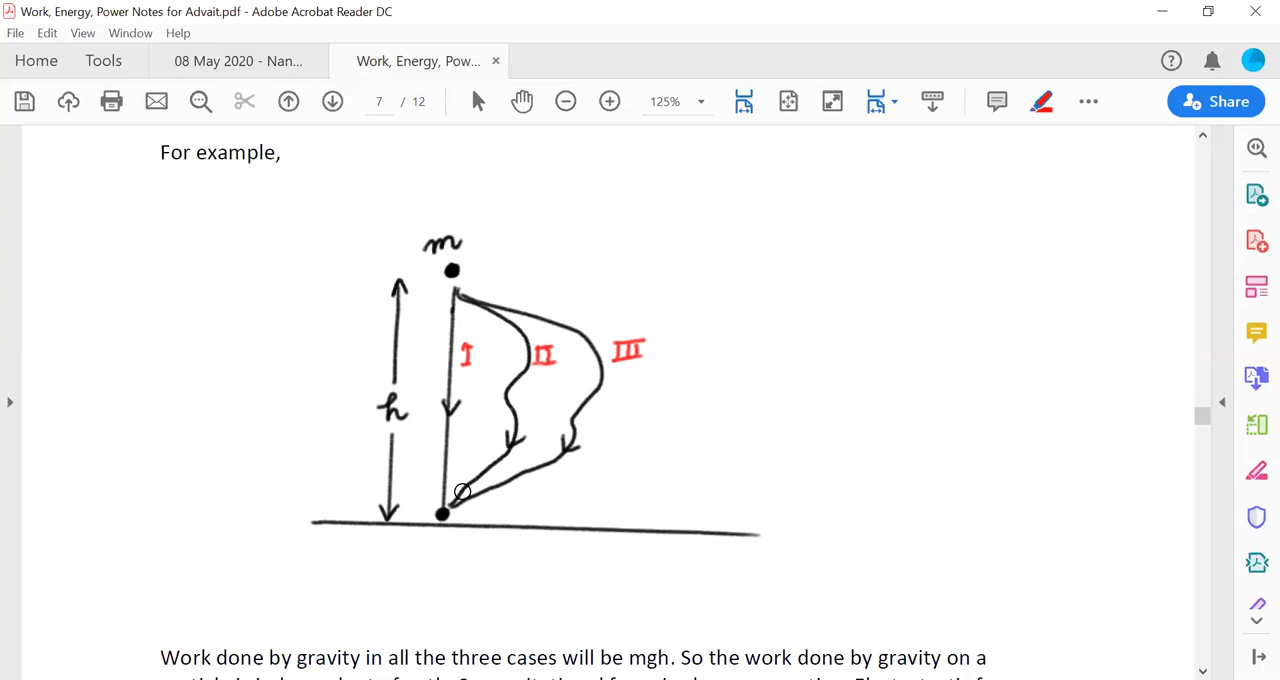 Work, Energy, Power Notes for Advait.pdf - Adobe Acrobat Reader DC
File Edit View Window Help
Home Tools 08 May 2020 - Nan... Work, Energy, Pow... ×
7 / 12 125% Share
For example,
m
I II III
h
Work done by gravity in all the three cases will be mgh. So the work done by gravity on a